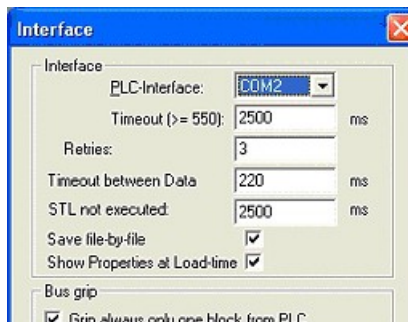 Interface
Interface
PLC-Interface: COM2
Timeout (>= 550): 2500 ms
Retries: 3
Timeout between Data 220 ms
STL not executed: 2500 ms
Save file-by-file
Show Properties at Load-time
Bus grip
Grip always only one block from PLC